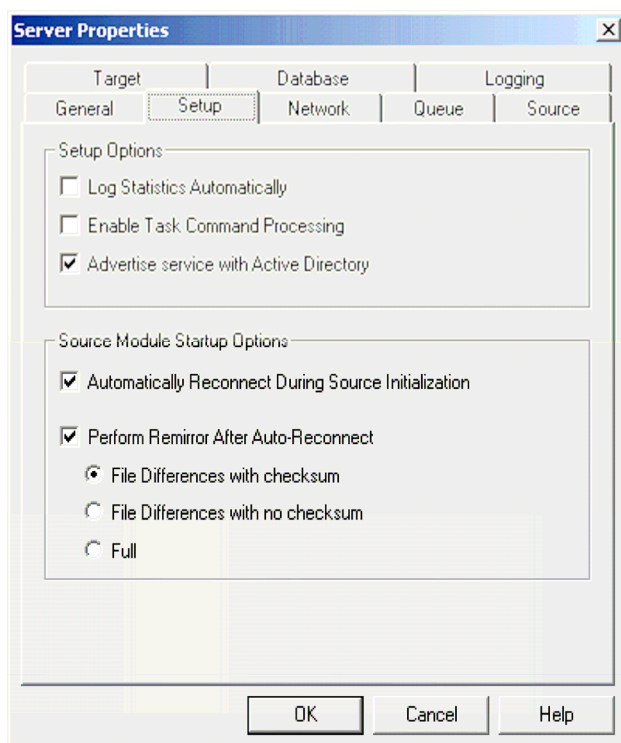 Server Properties
Target Database Logging
General Setup Network Queue Source
Setup Options
Log Statistics Automatically
Enable Task Command Processing
Advertise service with Active Directory
Source Module Startup Options
Automatically Reconnect During Source Initialization
Perform Remirror After Auto-Reconnect
File Differences with checksum
File Differences with no checksum
Full
OK Cancel Help